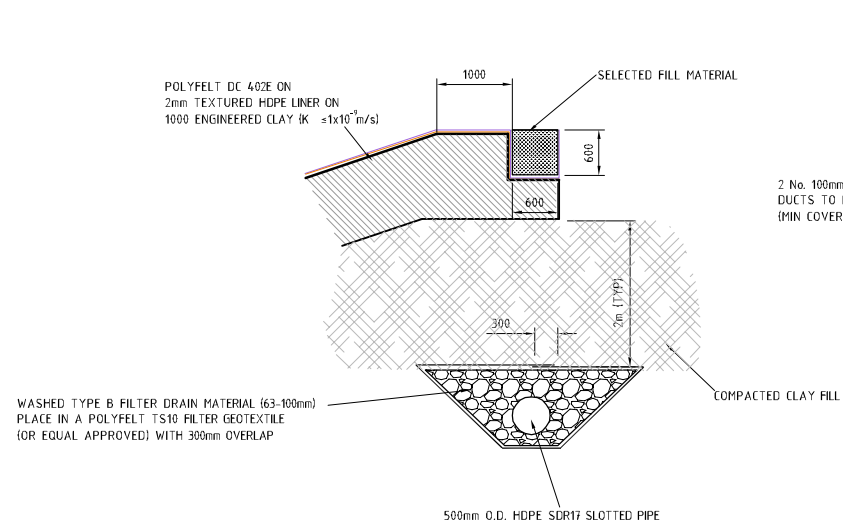 1000
SELECTED FILL MATERIAL
POLYFELT DC 402E ON
2mm TEXTURED HDPE LINER ON
1000 ENGINEERED CLAY (K ≤1x10⁻⁹m/s)
600
2 No. 100mm
DUCTS TO
(MIN COVER
600
2m (TYP)
300
COMPACTED CLAY FILL
WASHED TYPE B FILTER DRAIN MATERIAL (63-100mm)
PLACE IN A POLYFELT TS10 FILTER GEOTEXTILE
(OR EQUAL APPROVED) WITH 300mm OVERLAP
500mm O.D. HDPE SDR17 SLOTTED PIPE